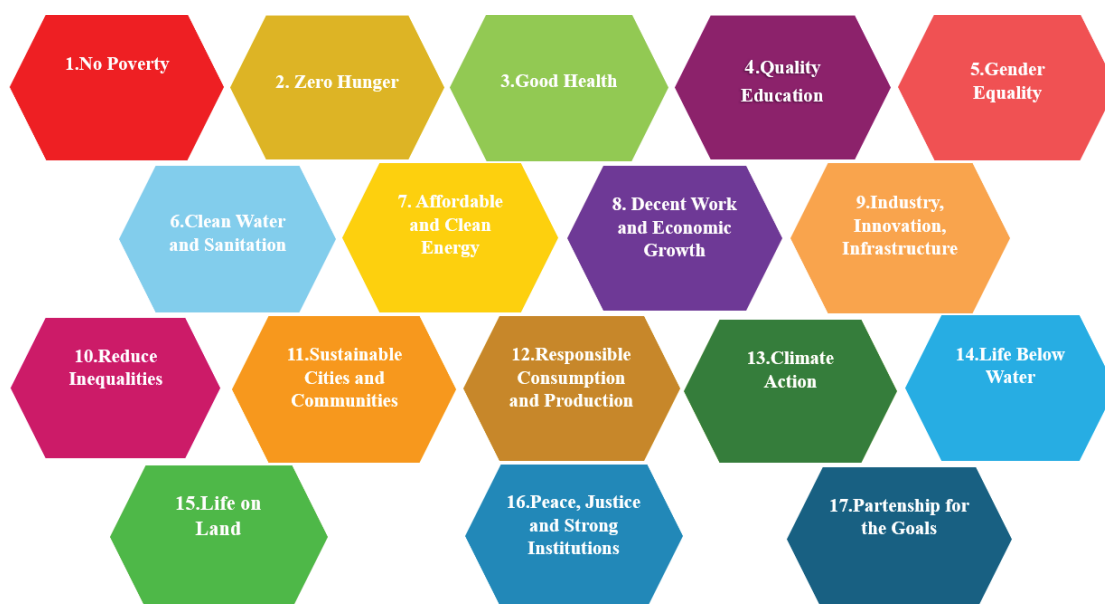 1.No Poverty
2. Zero Hunger
3.Good Health
4.Quality
Education
5.Gender
Equality
6.Clean Water
and Sanitation
7. Affordable
and Clean
Energy
8. Decent Work
and Economic
Growth
9.Industry,
Innovation,
Infrastructure
10.Reduce
Inequalities
11.Sustainable
Cities and
Communities
12.Responsible
Consumption
and Production
13.Climate
Action
14.Life Below
Water
15.Life on
Land
16.Peace, Justice
and Strong
Institutions
17.Partenship for
the Goals